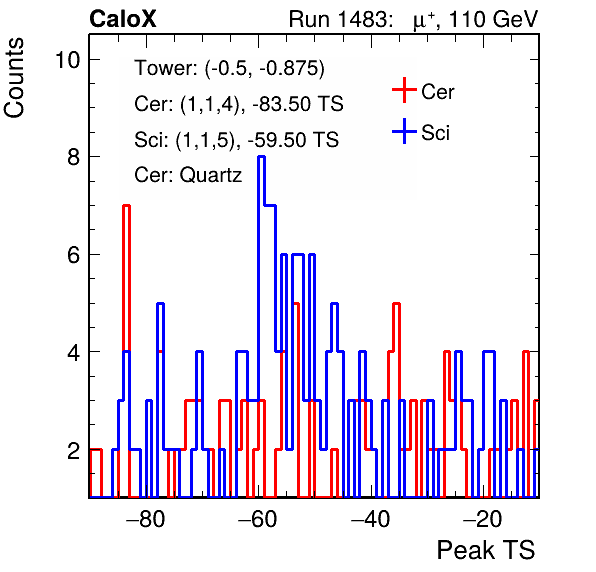 CaloX Run 1483: μ⁺, 110 GeV
Counts
Tower: (-0.5, -0.875)
Cer: (1,1,4), -83.50 TS
Sci: (1,1,5), -59.50 TS
Cer: Quartz
Cer
Sci
10
8
6
4
2
−80 −60 −40 −20
Peak TS